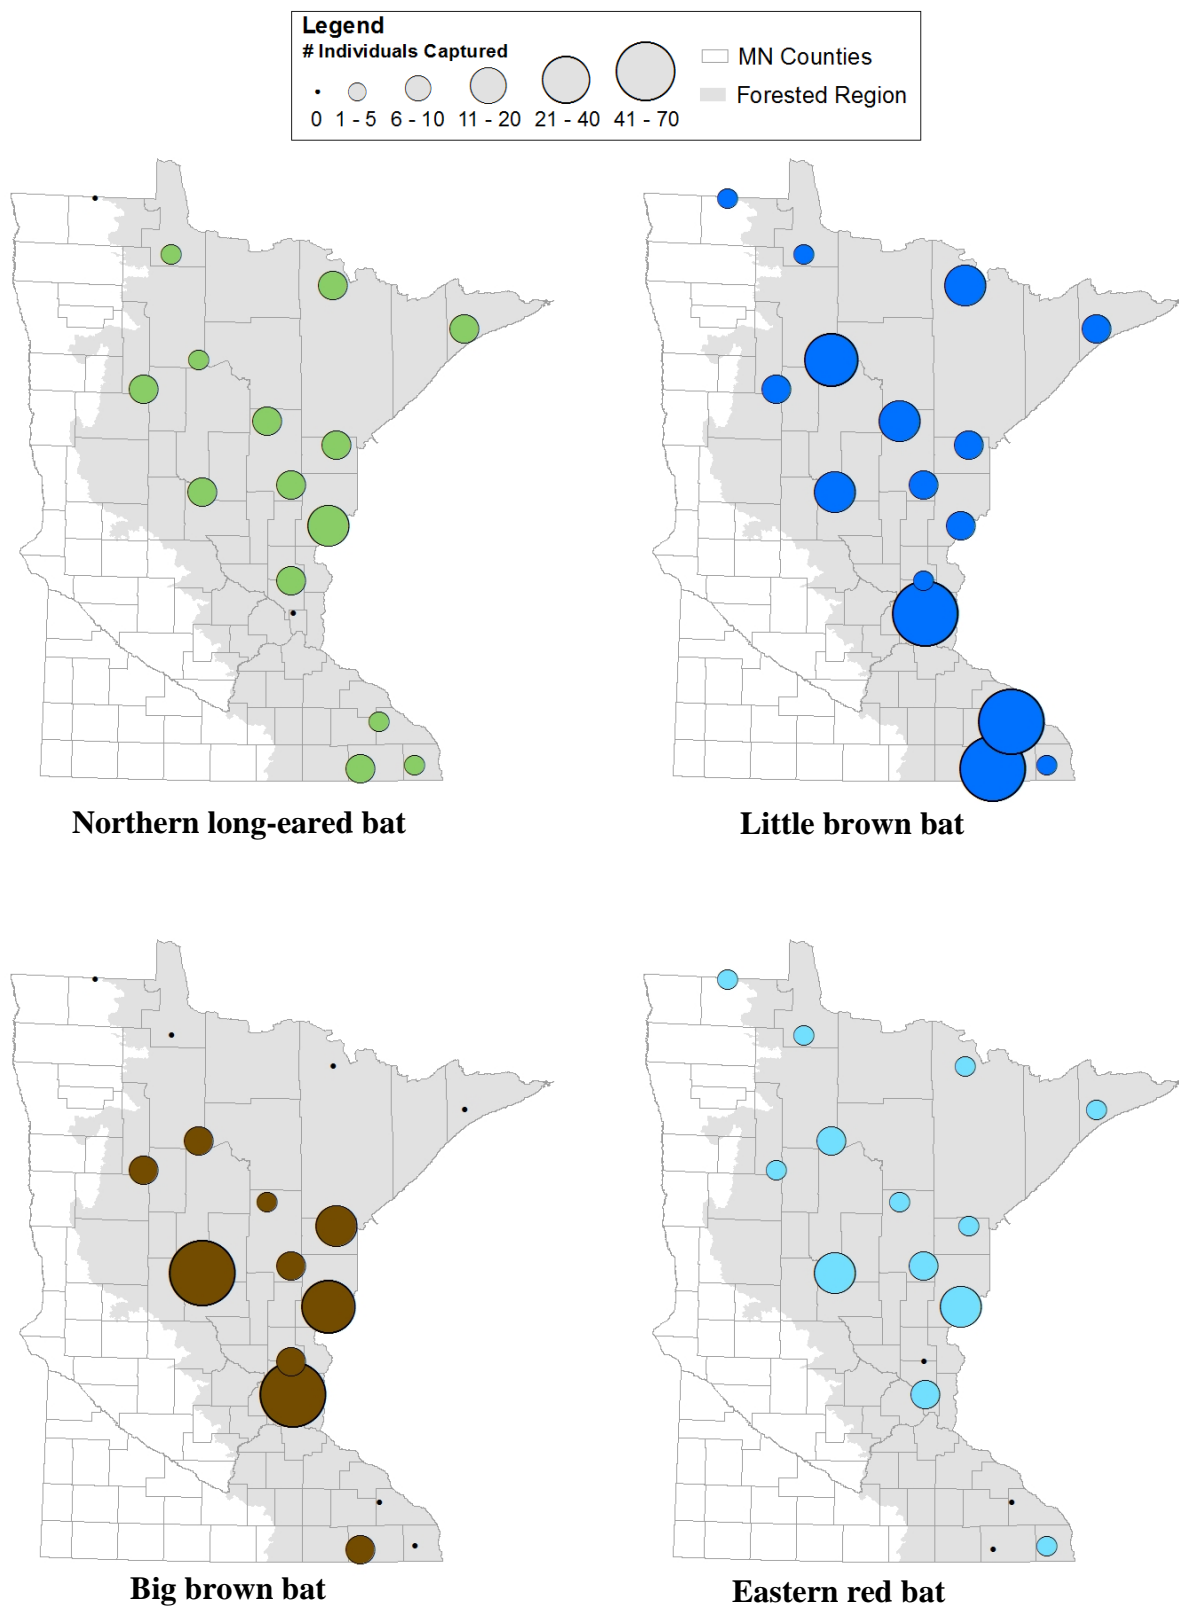 Legend
# Individuals Captured
0 1 - 5 6 - 10 11 - 20 21 - 40 41 - 70
MN Counties
Forested Region
Northern long-eared bat
Little brown bat
Big brown bat
Eastern red bat